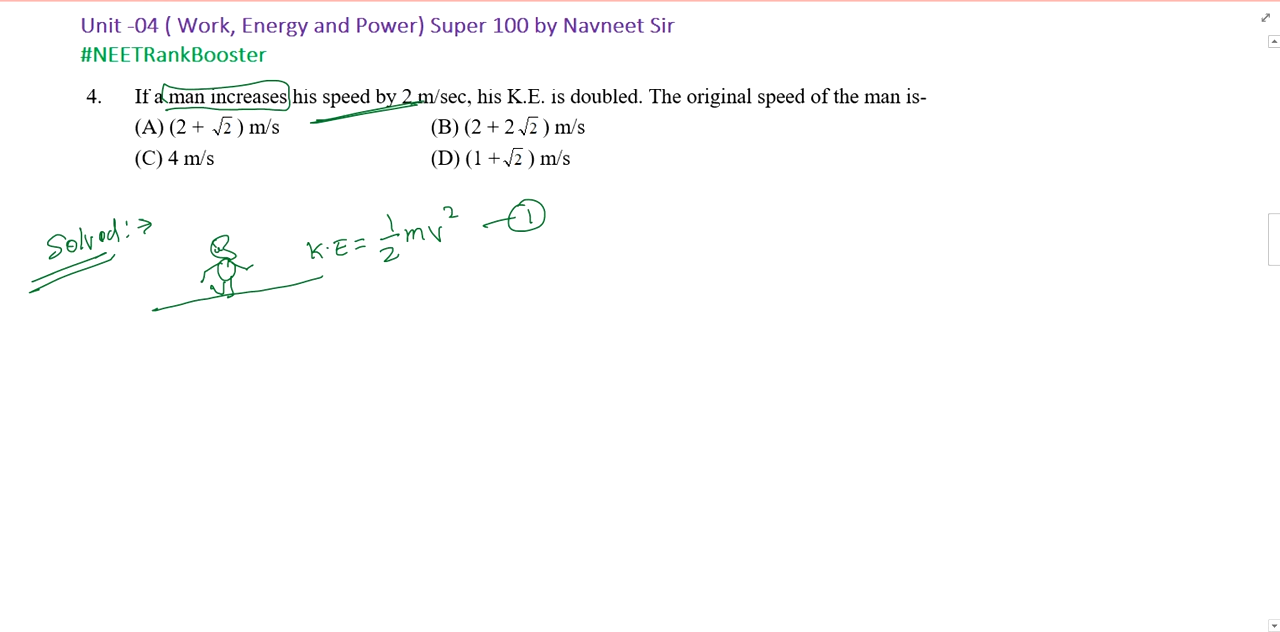 Unit -04 ( Work, Energy and Power) Super 100 by Navneet Sir
#NEETRankBooster
4. If a man increases his speed by 2 m/sec, his K.E. is doubled. The original speed of the man is-
(A) (2 + √2 ) m/s (B) (2 + 2√2 ) m/s
(C) 4 m/s (D) (1 + √2 ) m/s
Solved:→ K.E = 1/2 mv² — ①